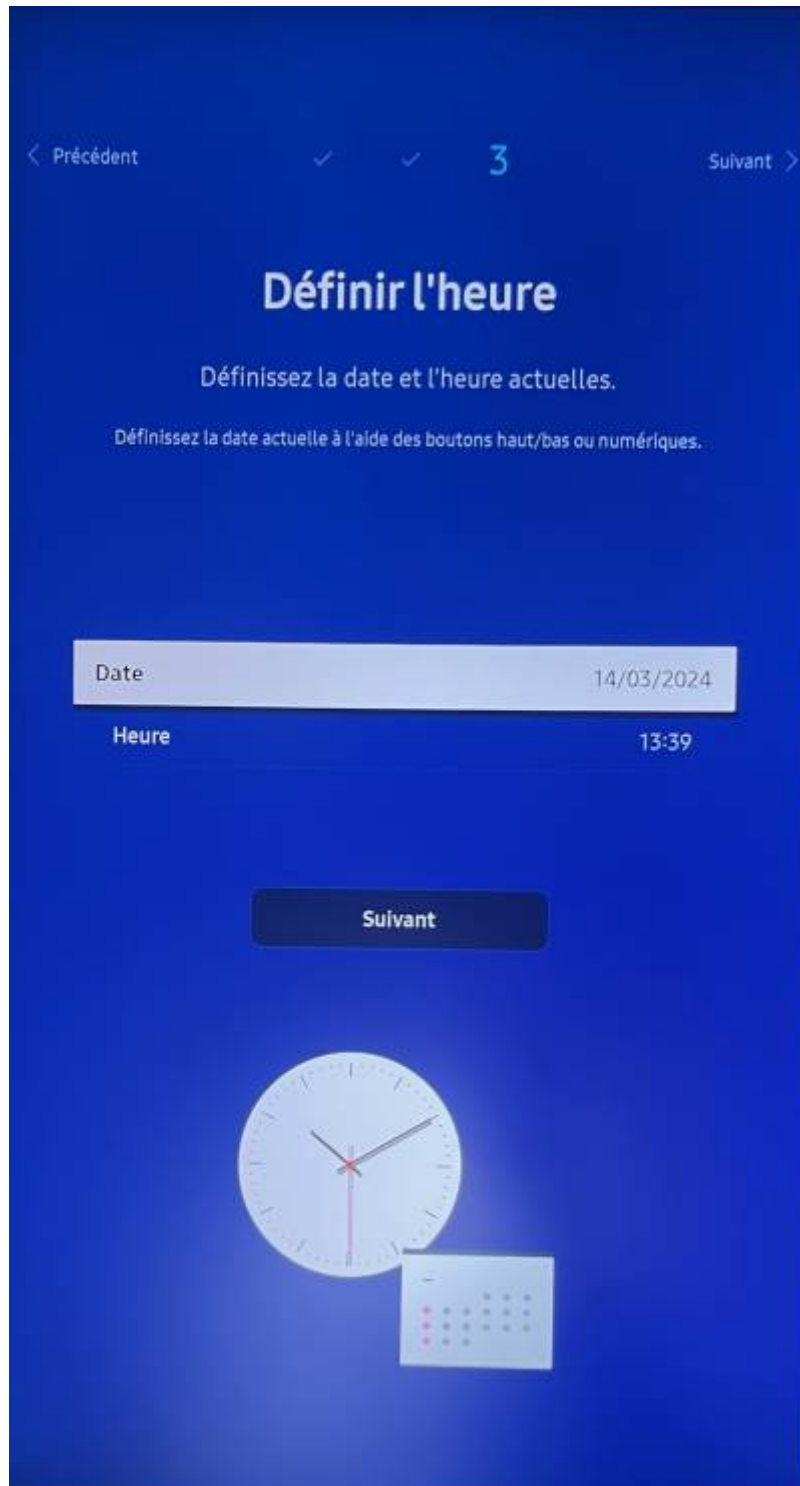 Précédent
3
Suivant
Définir l'heure
Définissez la date et l'heure actuelles.
Définissez la date actuelle à l'aide des boutons haut/bas ou numériques.
Date 14/03/2024
Heure 13:39
Suivant